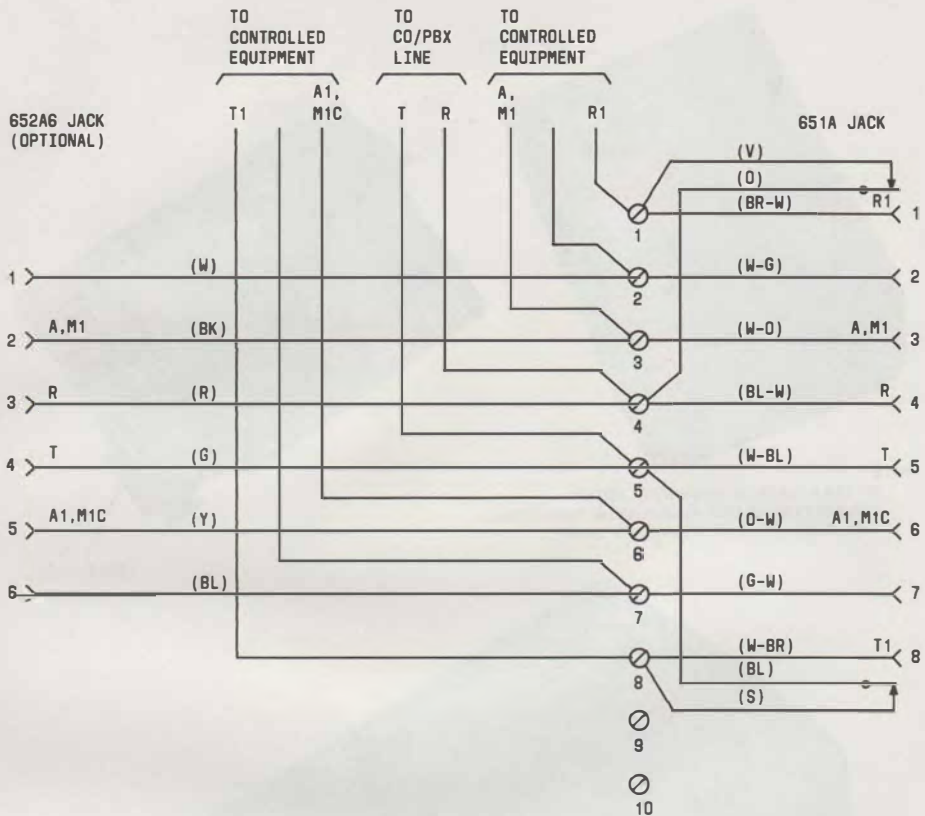 TO
CONTROLLED
EQUIPMENT
TO
CO/PBX
LINE
TO
CONTROLLED
EQUIPMENT
T1
A1,
M1C
T
R
A,
M1
R1
652A6 JACK
(OPTIONAL)
651A JACK
(V)
(O)
R1
(BR-W)
1
1
1
(W)
(W-G)
2
2
2
A,M1
(BK)
(W-O)
A,M1
3
3
3
R
(R)
(BL-W)
R
4
4
4
T
(G)
(W-BL)
T
5
5
5
A1,M1C
(Y)
(O-W)
A1,M1C
6
6
6
(BL)
(G-W)
7
7
(W-BR)
T1
8
8
(BL)
(S)
9
10